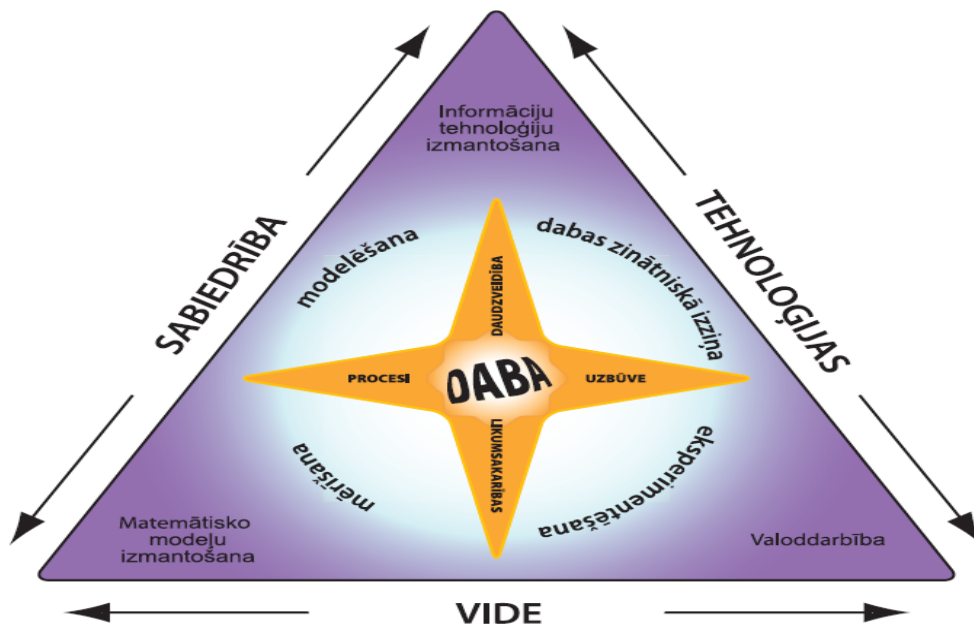 Informāciju
tehnoloģiju
izmantošana
SABIEDRĪBA
TEHNOLOĢIJAS
modelēšana
dabas zinātniskā izziņa
DAUDZVEIDĪBA
PROCESI
DABA
UZBŪVE
LIKUMSAKARĪBAS
mērīšana
eksperimentēšana
Matemātisko
modeļu
izmantošana
Valoddarbība
VIDE